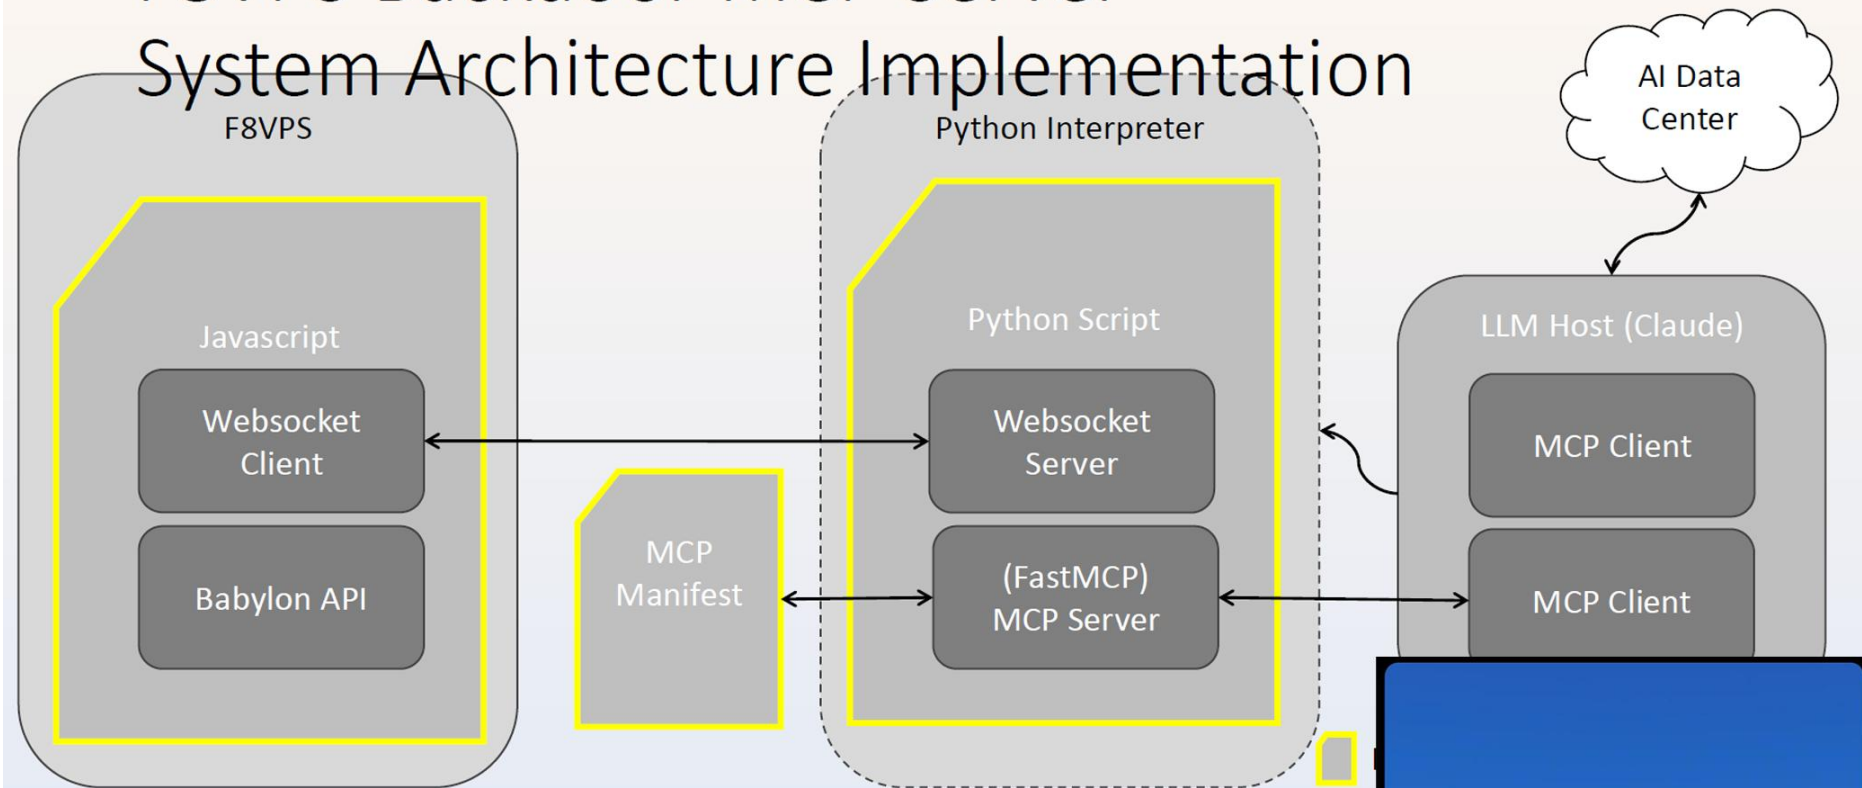 System Architecture Implementation
F8VPS
Python Interpreter
AI Data
Center
Javascript
Python Script
LLM Host (Claude)
Websocket
Client
Websocket
Server
MCP Client
MCP
Manifest
Babylon API
(FastMCP)
MCP Server
MCP Client